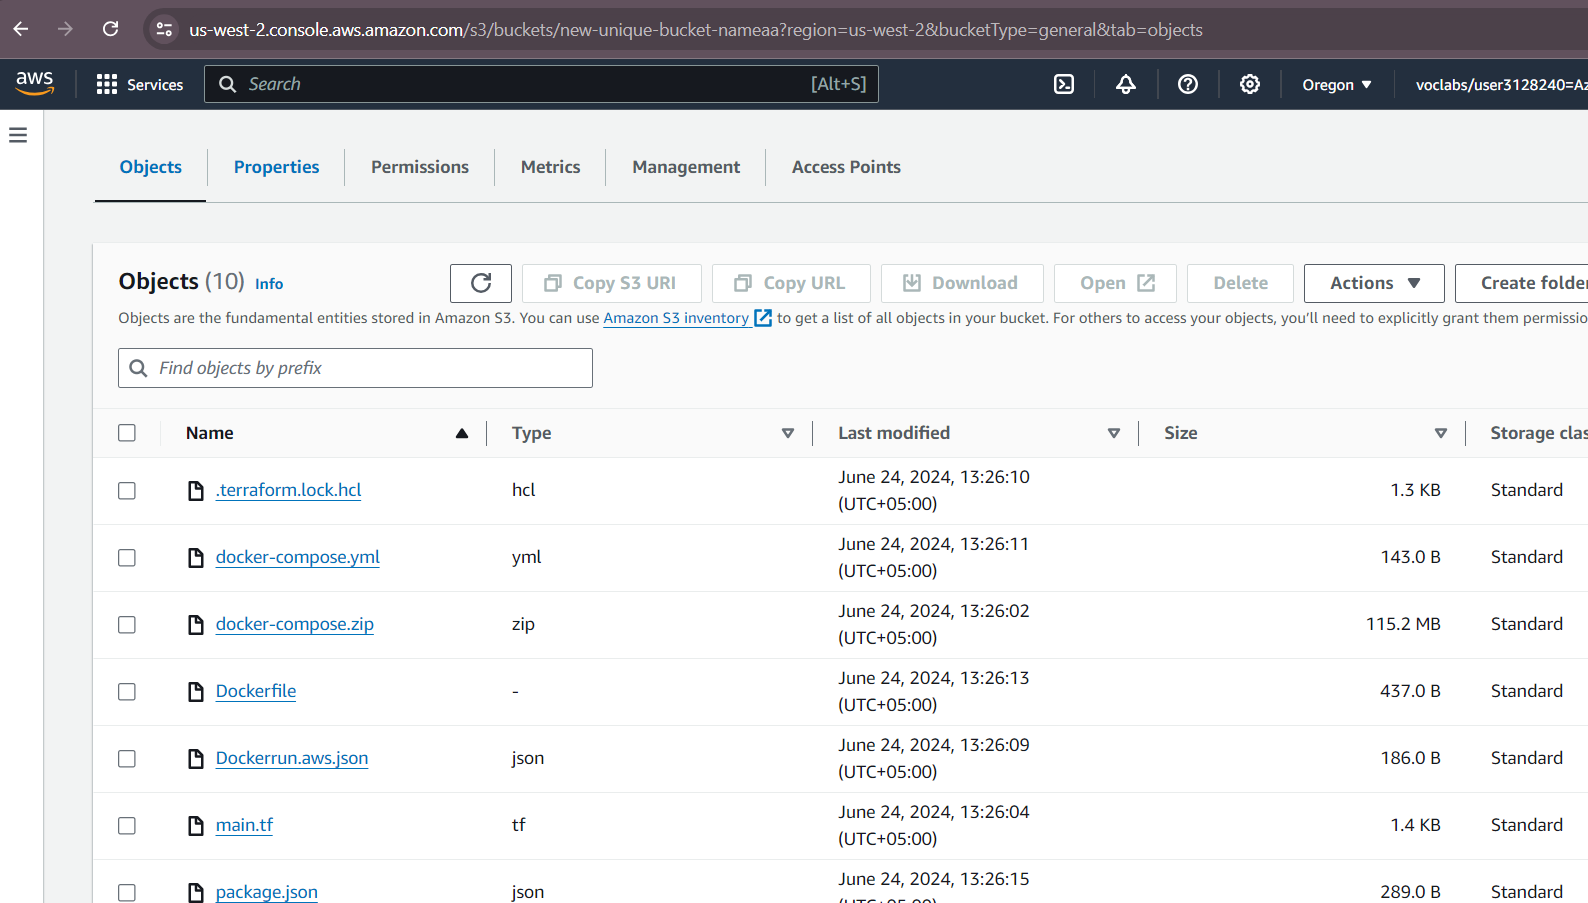 us-west-2.console.aws.amazon.com/s3/buckets/new-unique-bucket-nameaa?region=us-west-2&bucketType=general&tab=objects
aws Services Search [Alt+S] Oregon voclabs/user3128240=Az
Objects Properties Permissions Metrics Management Access Points
Objects (10) Info Copy S3 URI Copy URL Download Open Delete Actions Create folder
Objects are the fundamental entities stored in Amazon S3. You can use Amazon S3 inventory to get a list of all objects in your bucket. For others to access your objects, you’ll need to explicitly grant them permissio
Find objects by prefix
Name Type Last modified Size Storage clas
.terraform.lock.hcl hcl June 24, 2024, 13:26:10 (UTC+05:00) 1.3 KB Standard
docker-compose.yml yml June 24, 2024, 13:26:11 (UTC+05:00) 143.0 B Standard
docker-compose.zip zip June 24, 2024, 13:26:02 (UTC+05:00) 115.2 MB Standard
Dockerfile - June 24, 2024, 13:26:13 (UTC+05:00) 437.0 B Standard
Dockerrun.aws.json json June 24, 2024, 13:26:09 (UTC+05:00) 186.0 B Standard
main.tf tf June 24, 2024, 13:26:04 (UTC+05:00) 1.4 KB Standard
package.json json June 24, 2024, 13:26:15 289.0 B Standard